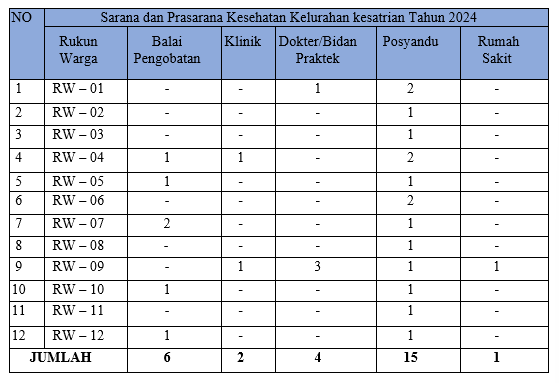 NO Sarana dan Prasarana Kesehatan Kelurahan kesatrian Tahun 2024
Rukun Warga Balai Pengobatan Klinik Dokter/Bidan Praktek Posyandu Rumah Sakit
1 RW – 01 - - 1 2 -
2 RW – 02 - - - 1 -
3 RW – 03 - - - 1 -
4 RW – 04 1 1 - 2 -
5 RW – 05 1 - - 1 -
6 RW – 06 - - - 2 -
7 RW – 07 2 - - 1 -
8 RW – 08 - - - 1 -
9 RW – 09 - 1 3 1 1
10 RW – 10 1 - - 1 -
11 RW – 11 - - - 1 -
12 RW – 12 1 - - 1 -
JUMLAH 6 2 4 15 1